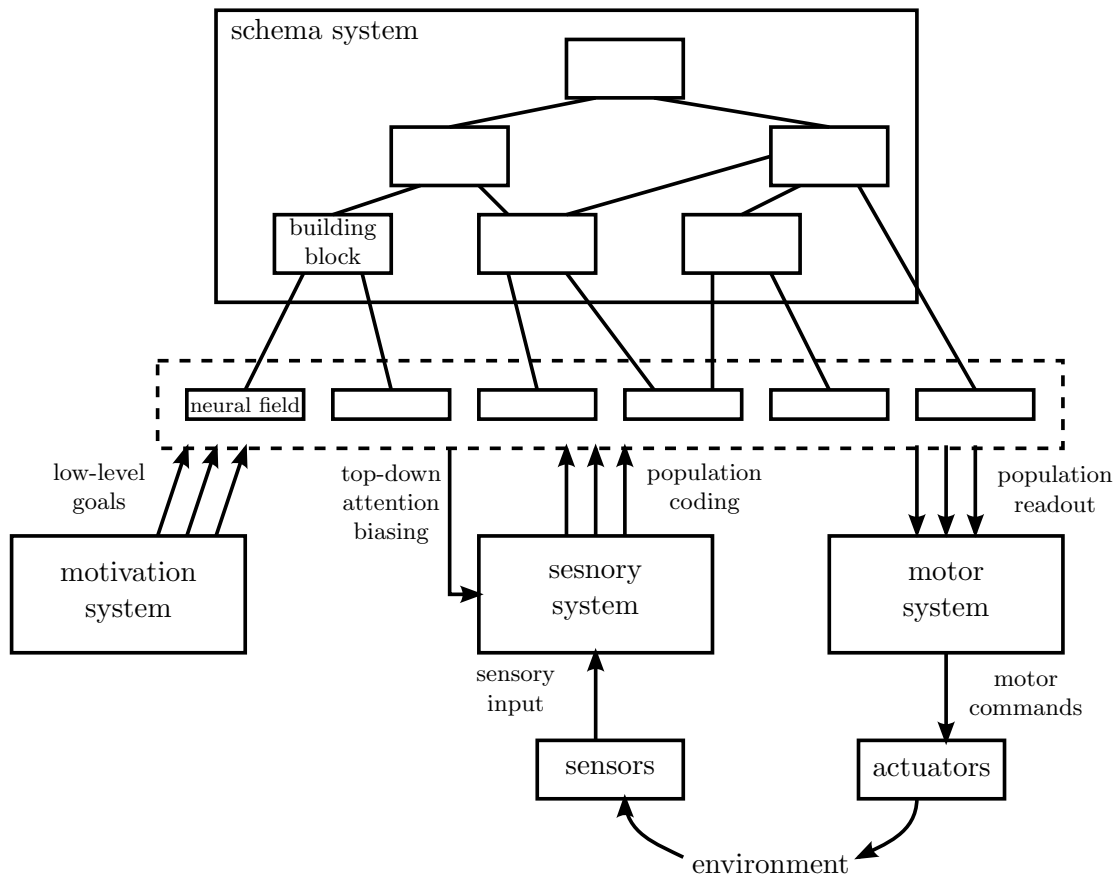 schema system
building
block
neural field
low-level
goals
top-down
attention
biasing
population
coding
population
readout
motivation
system
sesnory
system
motor
system
sensory
input
motor
commands
sensors
actuators
environment